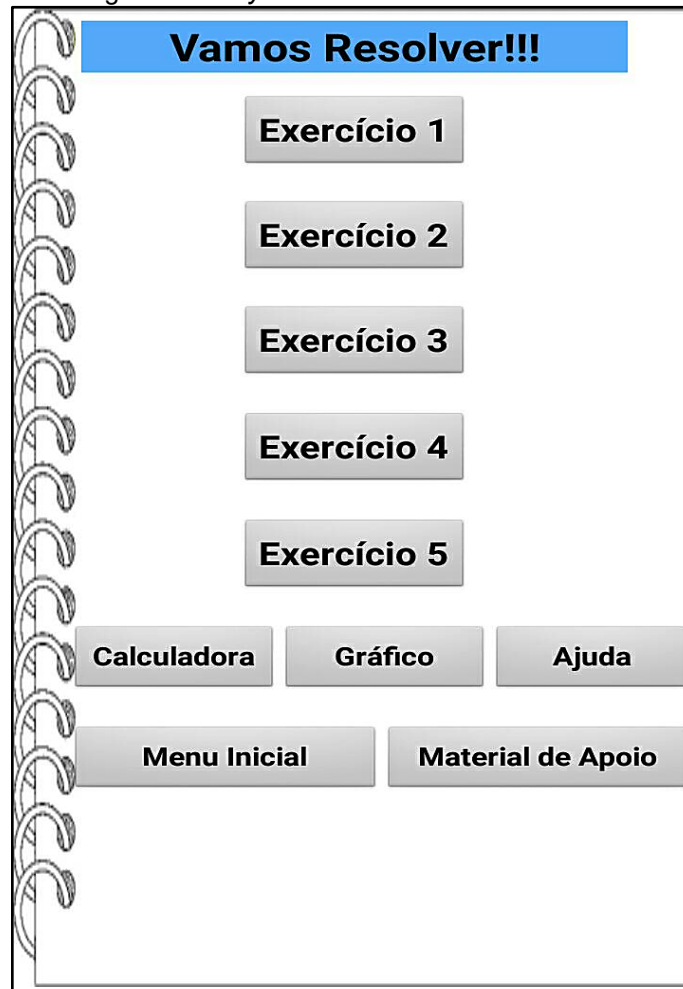 Vamos Resolver!!!
Exercício 1
Exercício 2
Exercício 3
Exercício 4
Exercício 5
Calculadora Gráfico Ajuda
Menu Inicial Material de Apoio